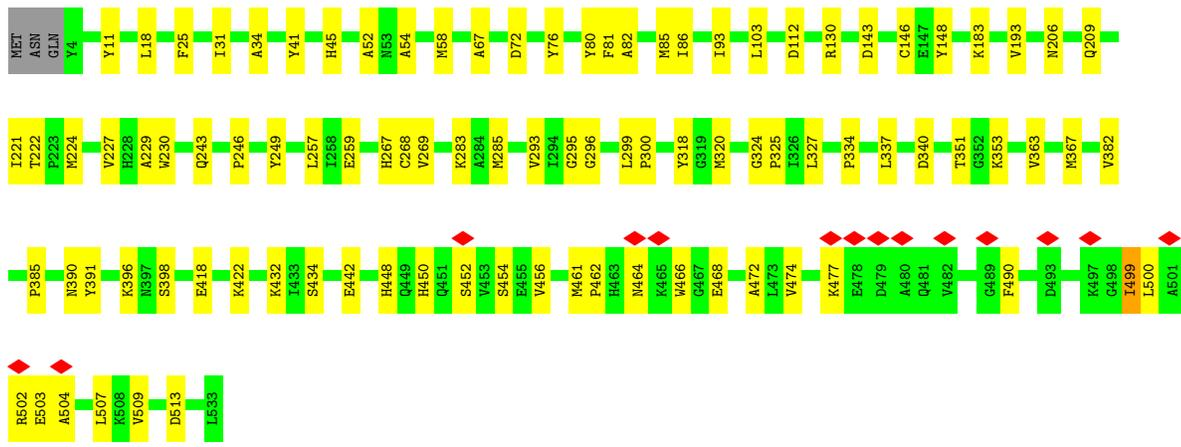 MET ASN GLN Y4 Y11 L18 F25 I31 A34 Y41 H45 A52 N53 A54 M58 A67 D72 Y76 Y80 F81 A82 M85 I86 I93 L103 D112 R130 D143 C146 E147 Y148 K183 V193 N206 Q209
I221 T222 P223 M224 V227 H228 A229 W230 Q243 P246 Y249 L257 I258 E259 H267 C268 V269 K283 A284 M285 V293 I294 G295 G296 L299 P300 Y318 G319 M320 G324 P325 I326 L327 P334 L337 D340 T351 G352 K353 V363 M367 V382
P385 N390 Y391 K396 N397 S398 E418 K422 K432 I433 S434 E442 H448 Q449 H450 Q451 S452 V453 S454 E455 V456 M461 P462 H463 N464 K465 W466 G467 E468 A472 L473 V474 K477 E478 D479 A480 Q481 V482 G489 F490 D493 K497 G498 I499 L500 A501
R502 E503 A504 L507 K508 V509 D513 L533